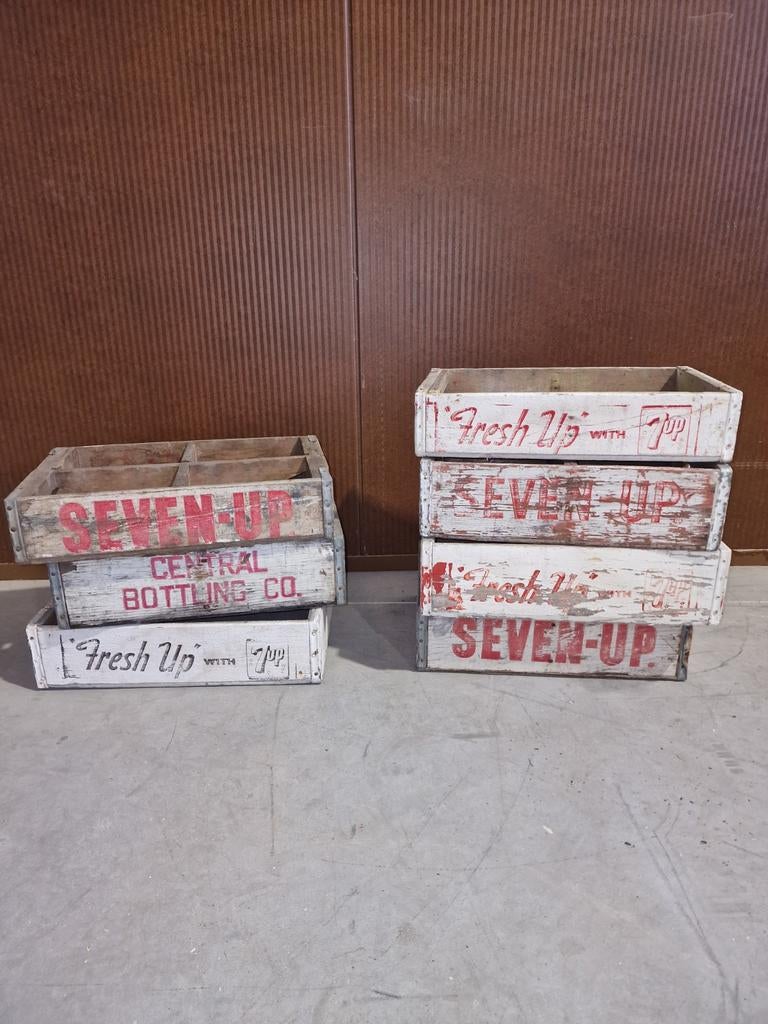 SEVEN-UP
CENTRAL
BOTTLING CO.
"Fresh Up" WITH 7up
"Fresh Up" WITH 7up
SEVEN-UP
"Fresh Up" WITH 7up
SEVEN-UP